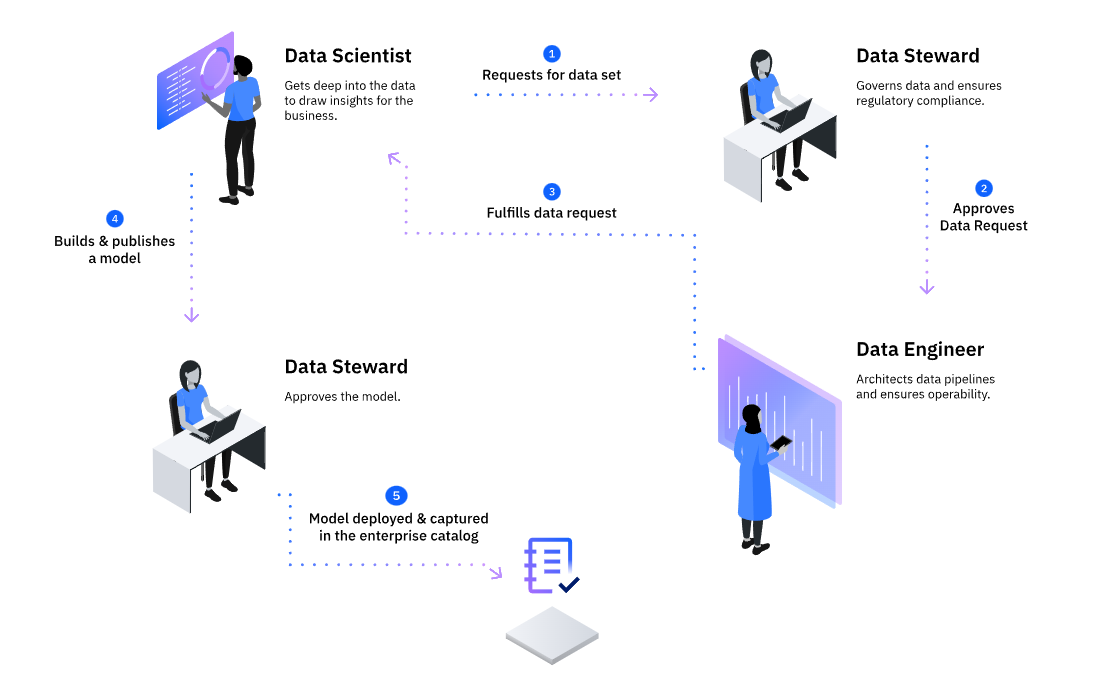 Data Scientist
Gets deep into the data
to draw insights for the
business.
1
Requests for data set
Data Steward
Governs data and ensures
regulatory compliance.
2
Approves
Data Request
3
Fulfills data request
4
Builds & publishes
a model
Data Engineer
Architects data pipelines
and ensures operability.
Data Steward
Approves the model.
5
Model deployed & captured
in the enterprise catalog